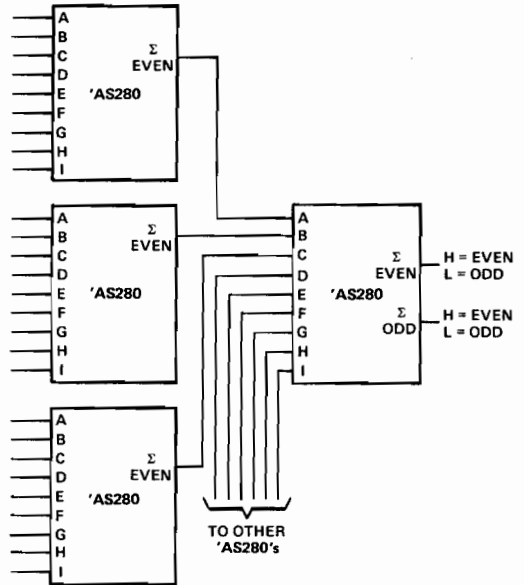 A
B
C
D
E
F
G
H
I
Σ
EVEN
'AS280
A
B
C
D
E
F
G
H
I
Σ
EVEN
'AS280
A
B
C
D
E
F
G
H
I
Σ
EVEN
'AS280
A
B
C
D
E
F
G
H
I
Σ
EVEN
'AS280
Σ
ODD
H = EVEN
L = ODD
H = EVEN
L = ODD
TO OTHER
'AS280's